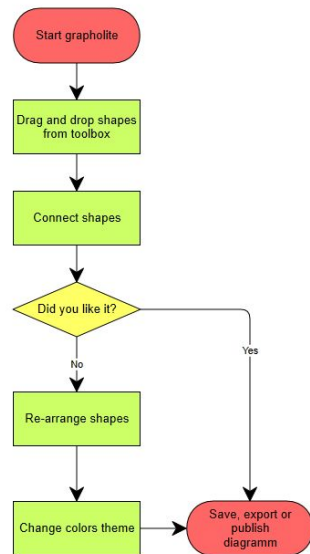 Start grapholite
Drag and drop shapes
from toolbox
Connect shapes
Did you like it?
Yes
No
Re-arrange shapes
Change colors theme
Save, export or
publish
diagramm